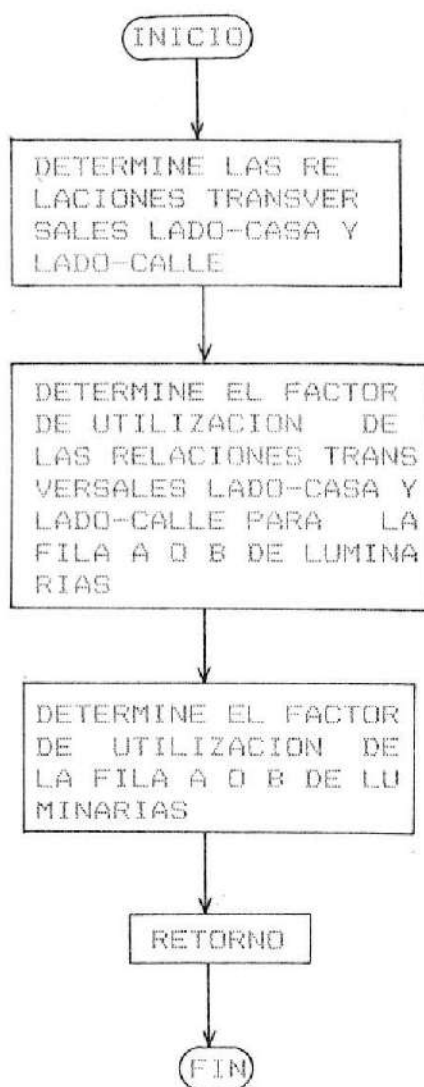 INICIO
DETERMINE LAS RE
LACIONES TRANSVER
SALES LADO-CASA Y
LADO-CALLE
DETERMINE EL FACTOR
DE UTILIZACION DE
LAS RELACIONES TRANS
VERSALES LADO-CASA Y
LADO-CALLE PARA LA
FILA A O B DE LUMINA
RIAS
DETERMINE EL FACTOR
DE UTILIZACION DE
LA FILA A O B DE LU
MINARIAS
RETORNO
FIN